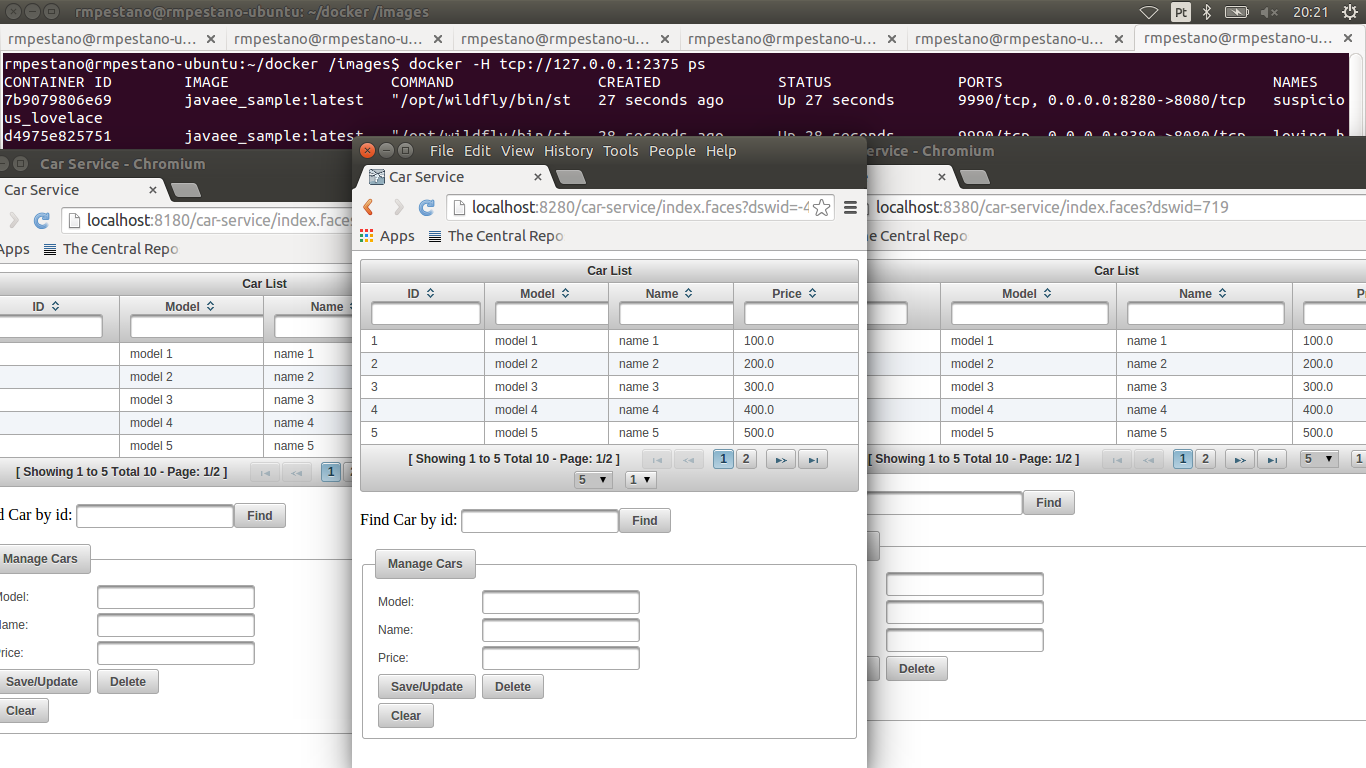 rmpestano@rmpestano-ubuntu: ~/docker /images
Pt 20:21
rmpestano@rmpestano-u... × rmpestano@rmpestano-u... × rmpestano@rmpestano-u... × rmpestano@rmpestano-u... × rmpestano@rmpestano-u... × rmpestano@rmpestano-u... ×
rmpestano@rmpestano-ubuntu:~/docker /images$ docker -H tcp://127.0.0.1:2375 ps
CONTAINER ID IMAGE COMMAND CREATED STATUS PORTS NAMES
7b9079806e69 javaee_sample:latest "/opt/wildfly/bin/st 27 seconds ago Up 27 seconds 9990/tcp, 0.0.0.0:8280->8080/tcp suspicio
us_lovelace
d4975e825751 javaee_sample:latest "/opt/wildfly/bin/st 28 seconds ago Up 28 seconds 9990/tcp, 0.0.0.0:8380->8080/tcp loving_b
Car Service - Chromium
Car Service ×
localhost:8180/car-service/index.faces
Apps The Central Repo
Car List
ID Model Name
model 1 name 1
model 2 name 2
model 3 name 3
model 4 name 4
model 5 name 5
[ Showing 1 to 5 Total 10 - Page: 1/2 ] 1 2
d Car by id: Find
Manage Cars
Model:
Name:
Price:
Save/Update Delete
Clear
File Edit View History Tools People Help
Car Service ×
localhost:8280/car-service/index.faces?dswid=-4
Apps The Central Repo
Car List
ID Model Name Price
1 model 1 name 1 100.0
2 model 2 name 2 200.0
3 model 3 name 3 300.0
4 model 4 name 4 400.0
5 model 5 name 5 500.0
[ Showing 1 to 5 Total 10 - Page: 1/2 ] 1 2
5 1
Find Car by id: Find
Manage Cars
Model:
Name:
Price:
Save/Update Delete
Clear
ervice - Chromium
×
localhost:8380/car-service/index.faces?dswid=719
e Central Repo
Car List
Model Name P
model 1 name 1 100.0
model 2 name 2 200.0
model 3 name 3 300.0
model 4 name 4 400.0
model 5 name 5 500.0
[ Showing 1 to 5 Total 10 - Page: 1/2 ] 1 2 5 1
Find
Delete